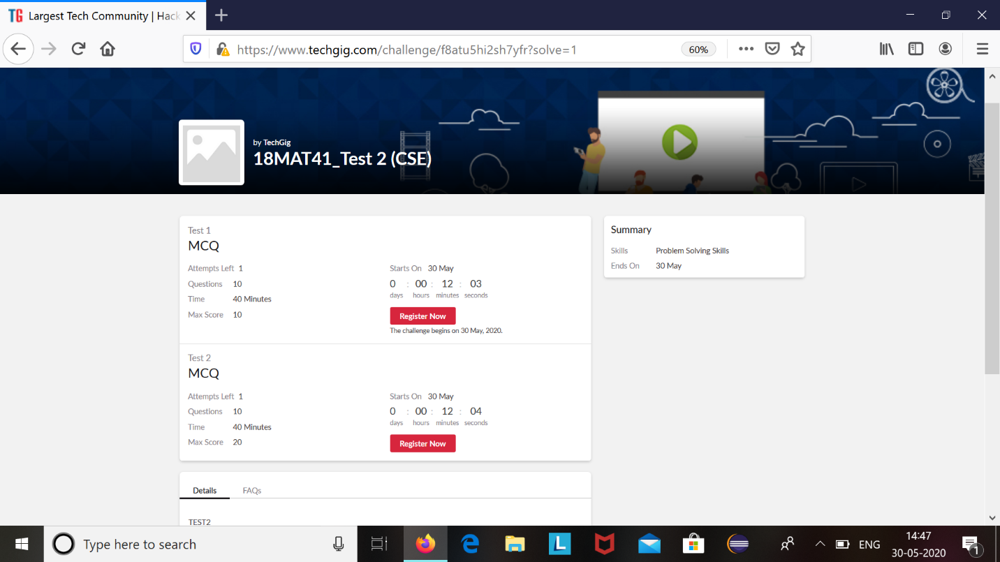 TG Largest Tech Community | Hack
https://www.techgig.com/challenge/f8atu5hi2sh7yfr?solve=1
60%
by TechGig
18MAT41_Test 2 (CSE)
Test 1
MCQ
Attempts Left 1
Questions 10
Time 40 Minutes
Max Score 10
Starts On 30 May
0 : 00 : 12 : 03
days hours minutes seconds
Register Now
The challenge begins on 30 May, 2020.
Test 2
MCQ
Attempts Left 1
Questions 10
Time 40 Minutes
Max Score 20
Starts On 30 May
0 : 00 : 12 : 04
days hours minutes seconds
Register Now
Summary
Skills Problem Solving Skills
Ends On 30 May
Details FAQs
TEST2
Type here to search
L
ENG
14:47
30-05-2020
1